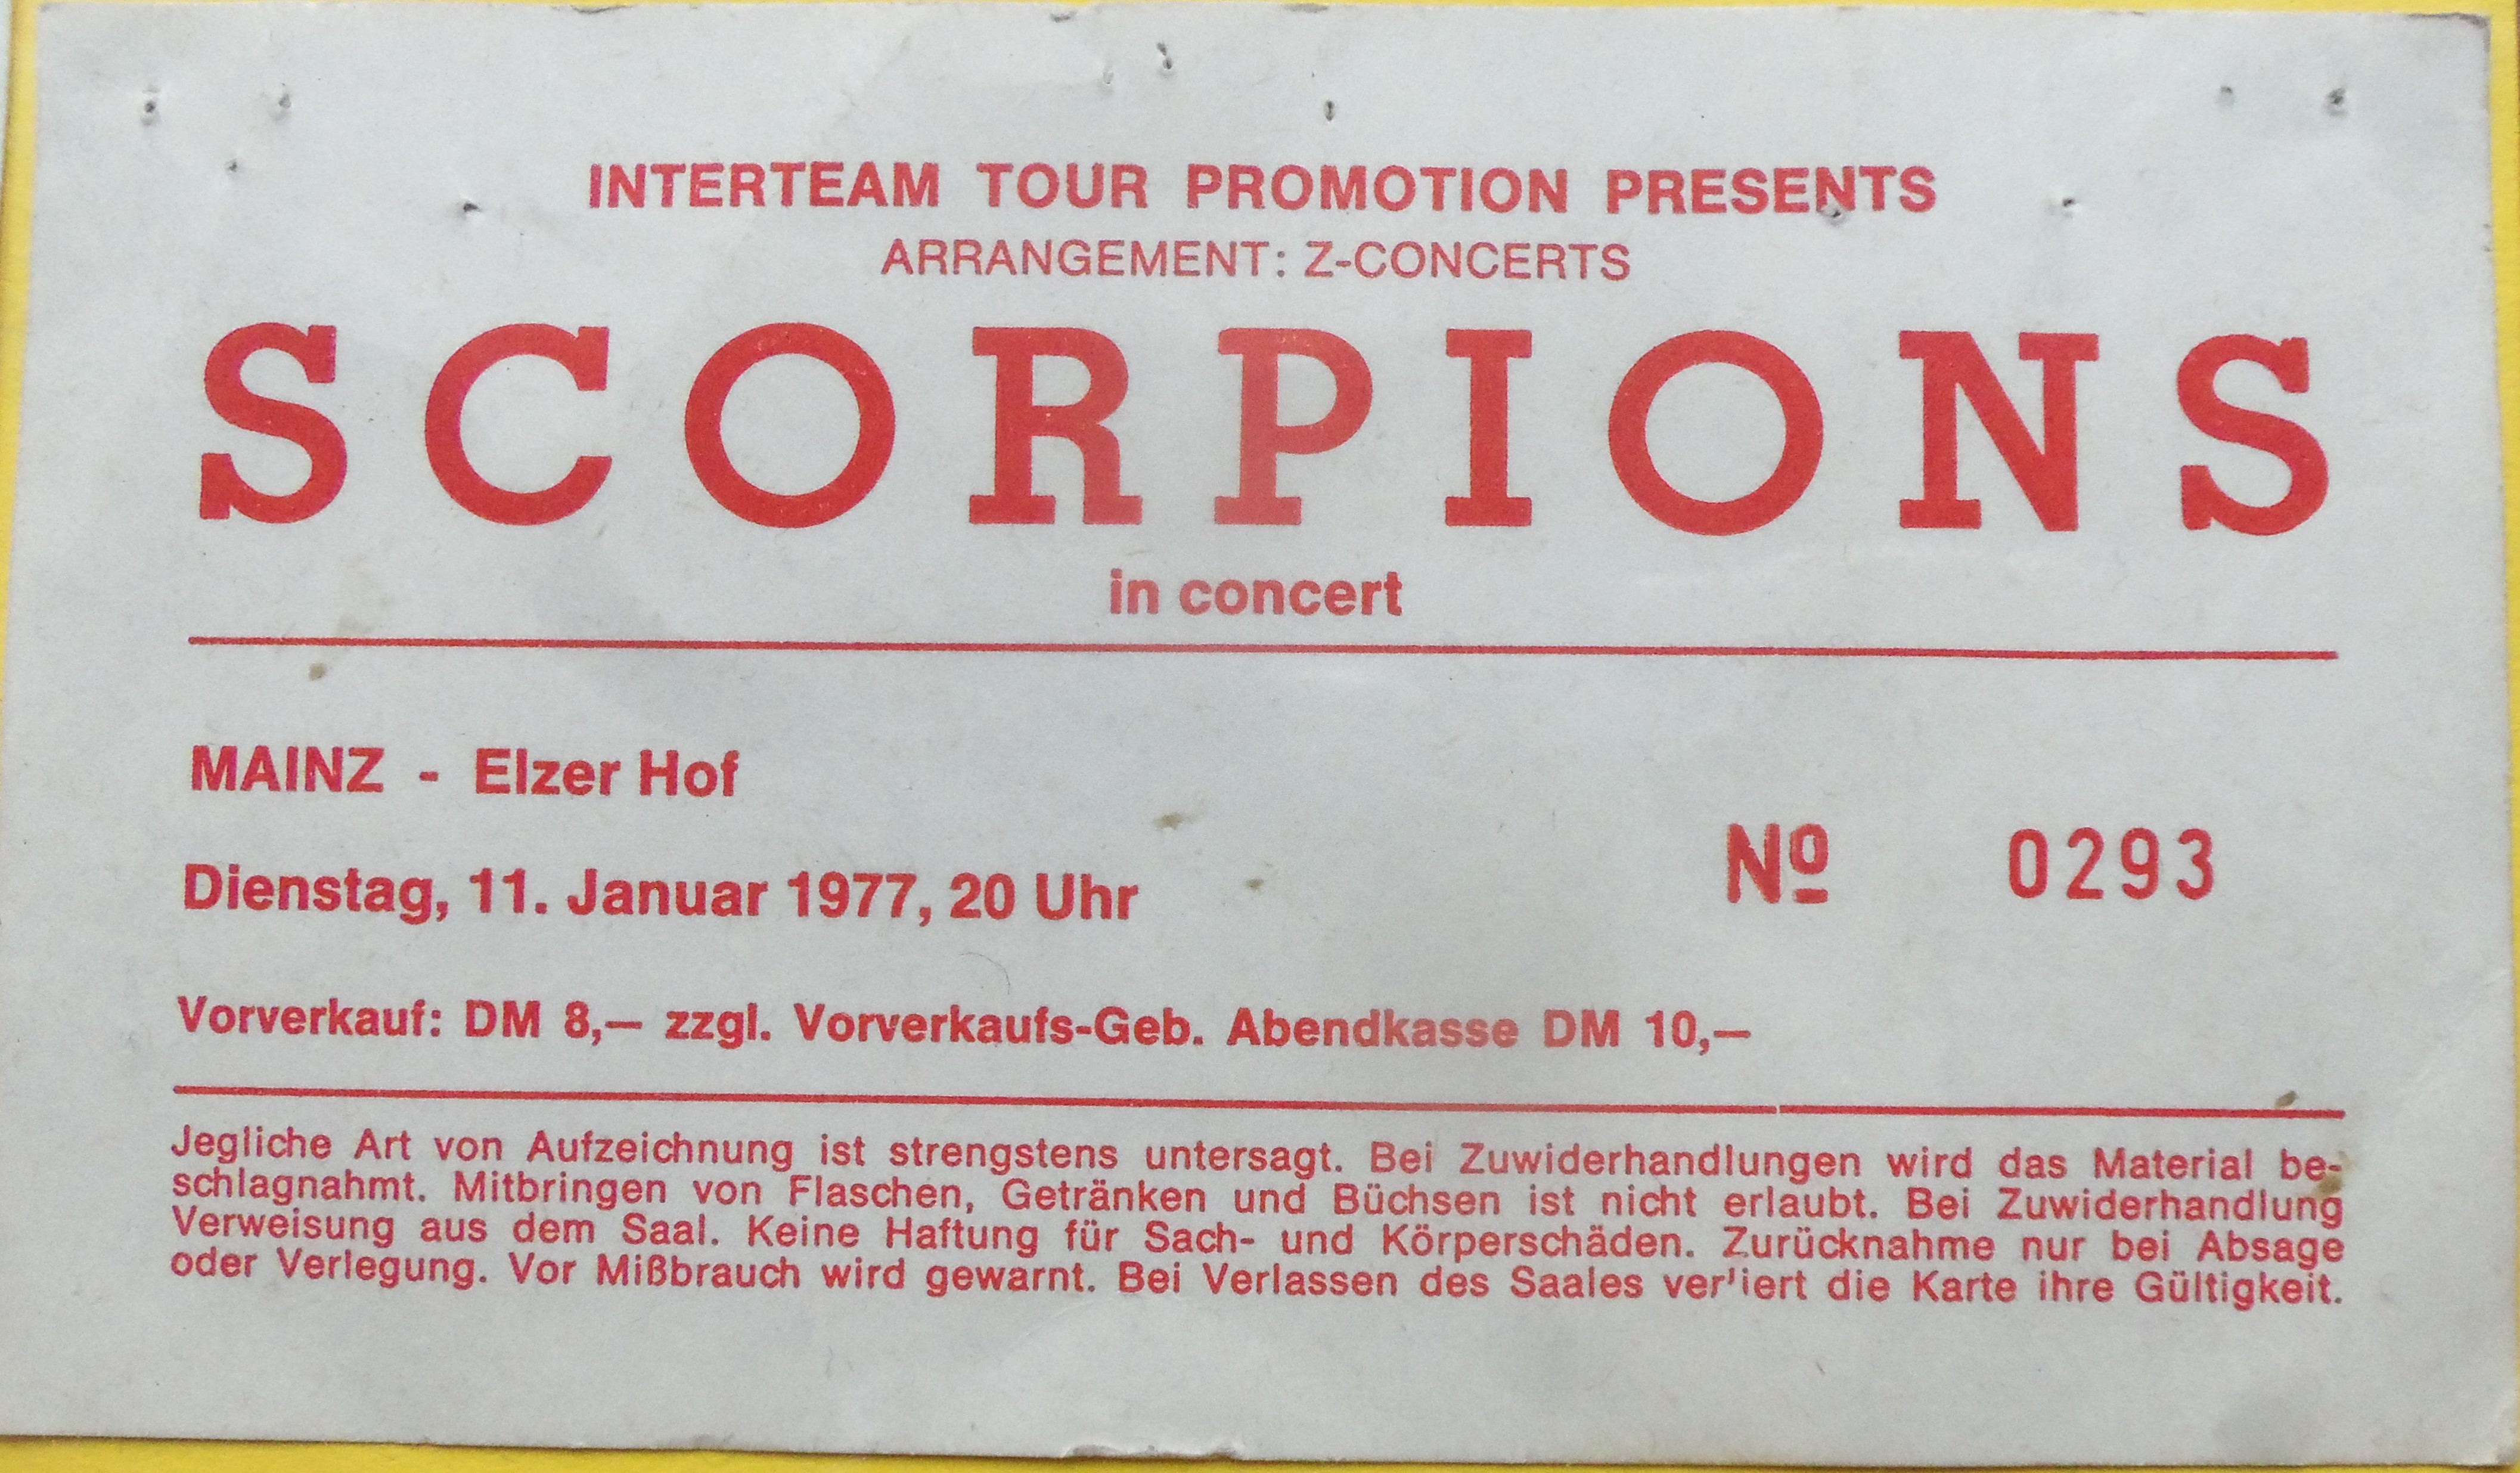 INTERTEAM TOUR PROMOTION PRESENTS
ARRANGEMENT: Z-CONCERTS
SCORPIONS
in concert
MAINZ - Elzer Hof
Dienstag, 11. Januar 1977, 20 Uhr
Nº 0293
Vorverkauf: DM 8,— zzgl. Vorverkaufs-Geb. Abendkasse DM 10,—
Jegliche Art von Aufzeichnung ist strengstens untersagt. Bei Zuwiderhandlungen wird das Material be-
schlagnahmt. Mitbringen von Flaschen, Getränken und Büchsen ist nicht erlaubt. Bei Zuwiderhandlung
Verweisung aus dem Saal. Keine Haftung für Sach- und Körperschäden. Zurücknahme nur bei Absage
oder Verlegung. Vor Mißbrauch wird gewarnt. Bei Verlassen des Saales ver'iert die Karte ihre Gültigkeit.